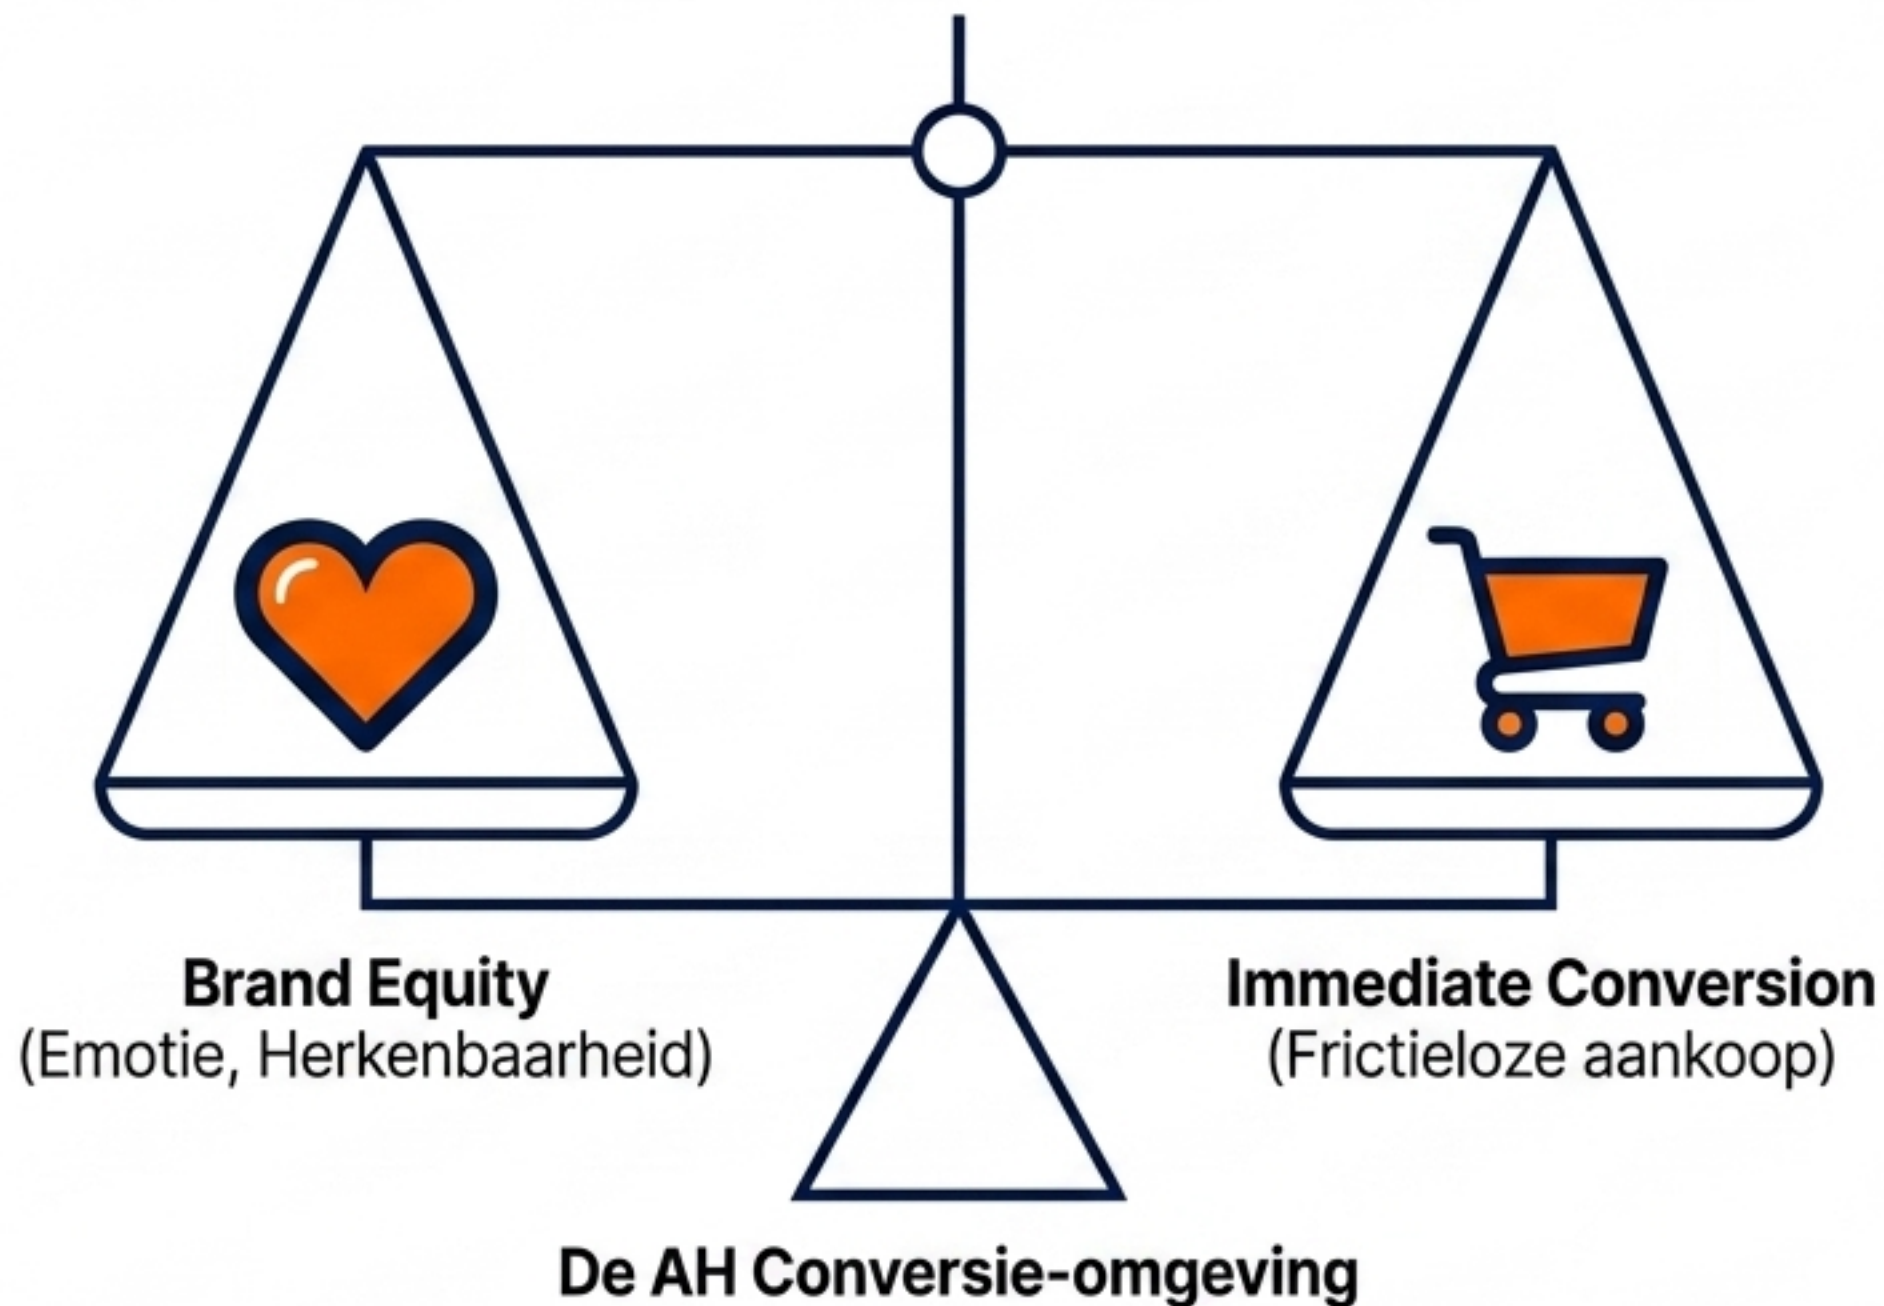 Brand Equity
(Emotie, Herkenbaarheid)
Immediate Conversion
(Frictieloze aankoop)
De AH Conversie-omgeving